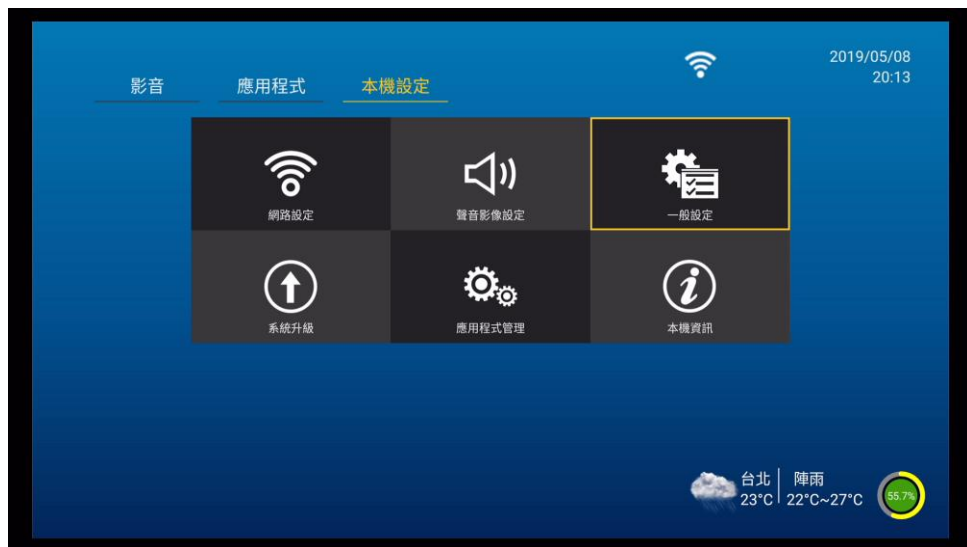 2019/05/08
20:13
影音 應用程式 本機設定
網路設定 聲音影像設定 一般設定
系統升級 應用程式管理 本機資訊
台北 陣雨
23°C 22°C~27°C
55.7%